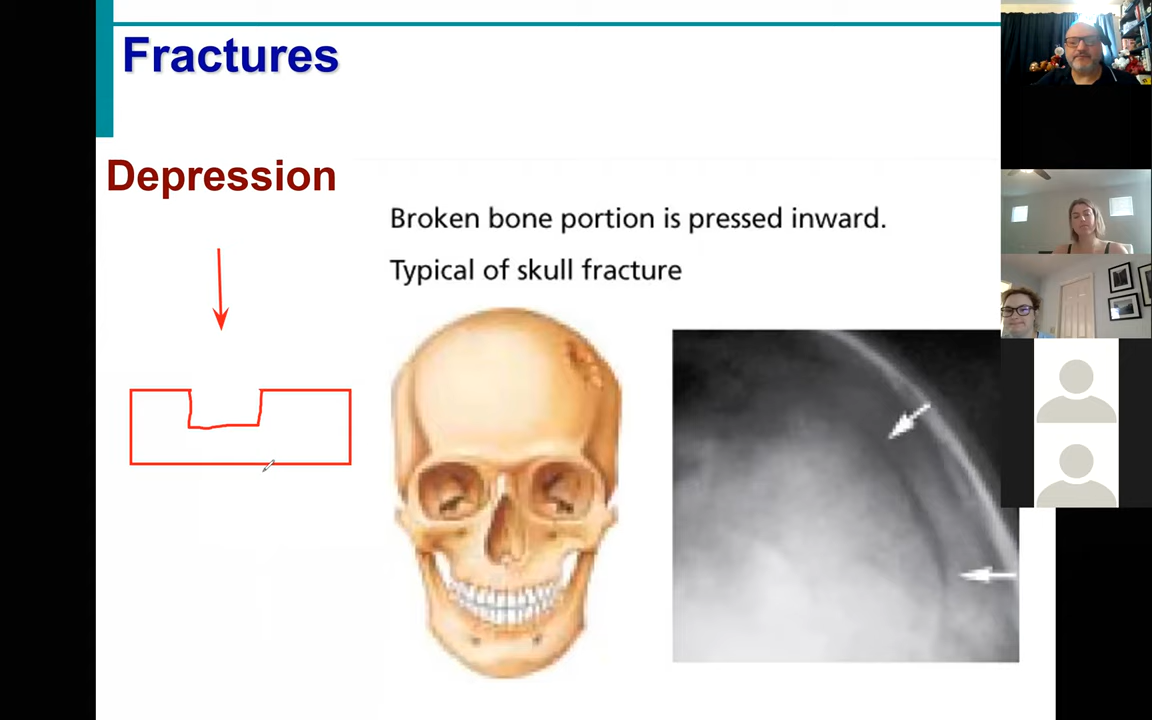 Fractures
Depression
Broken bone portion is pressed inward.
Typical of skull fracture